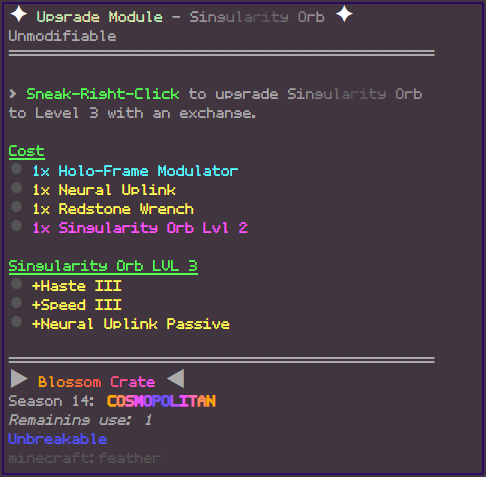 ✦ Upgrade Module - Singularity Orb ✦
Unmodifiable
> Sneak-Right-Click to upgrade Singularity Orb
to Level 3 with an exchange.
Cost
● 1x Holo-Frame Modulator
● 1x Neural Uplink
● 1x Redstone Wrench
● 1x Singularity Orb Lvl 2
Singularity Orb LVL 3
● +Haste III
● +Speed III
● +Neural Uplink Passive
▶ Blossom Crate ◀
Season 14: COSMOPOLITAN
Remaining use: 1
Unbreakable
minecraft:feather